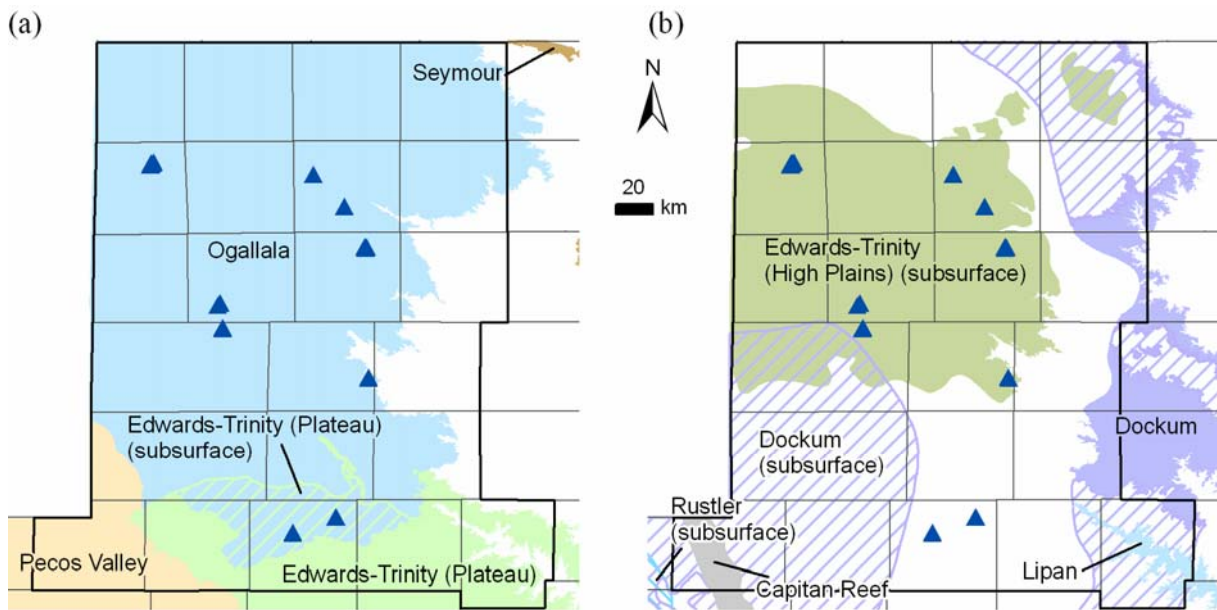 (a)
Seymour
Ogallala
Edwards-Trinity (Plateau)
(subsurface)
Pecos Valley
Edwards-Trinity (Plateau)
(b)
N
20
km
Edwards-Trinity
(High Plains) (subsurface)
Dockum
(subsurface)
Dockum
Rustler
(subsurface)
Lipan
Capitan-Reef